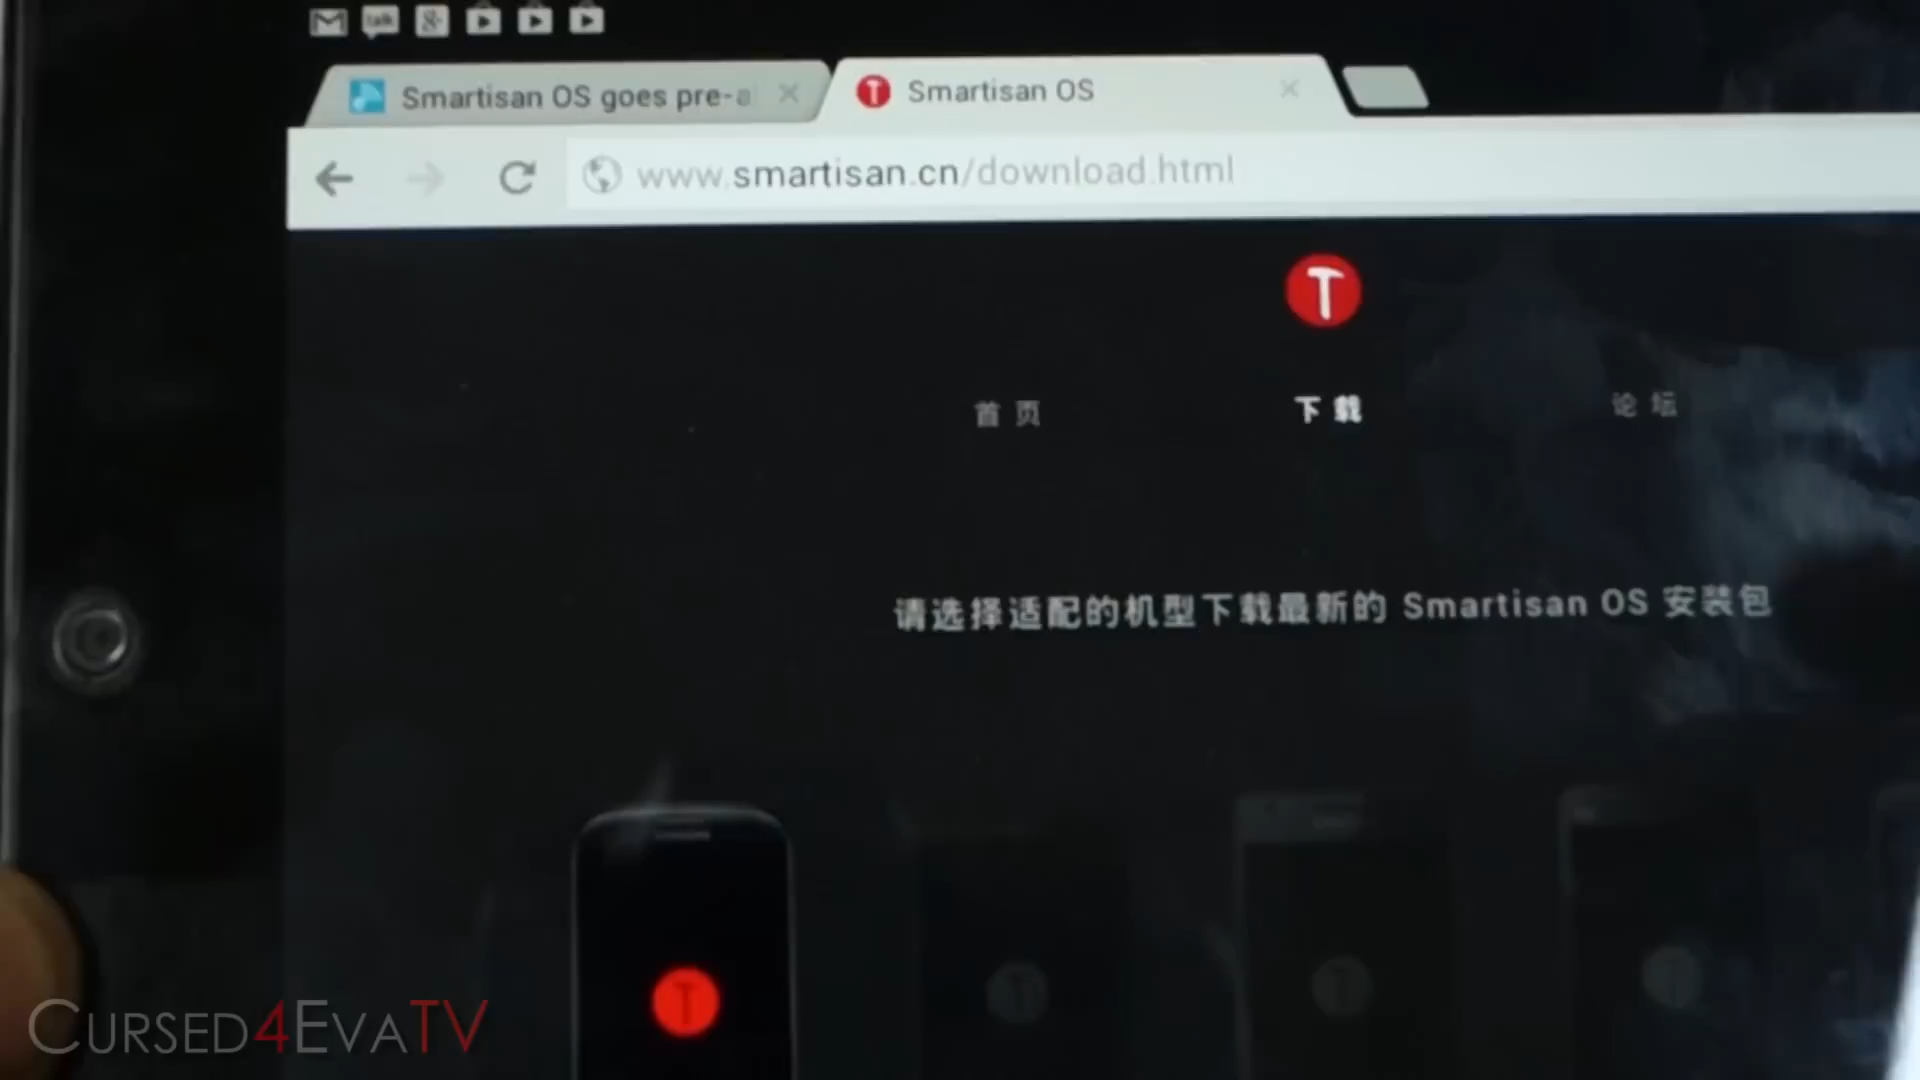 talk
Smartisan OS goes pre-a
Smartisan OS
www.smartisan.cn/download.html
首页
下载
论坛
请选择适配的机型下载最新的 Smartisan OS 安装包
CURSED4EVATV